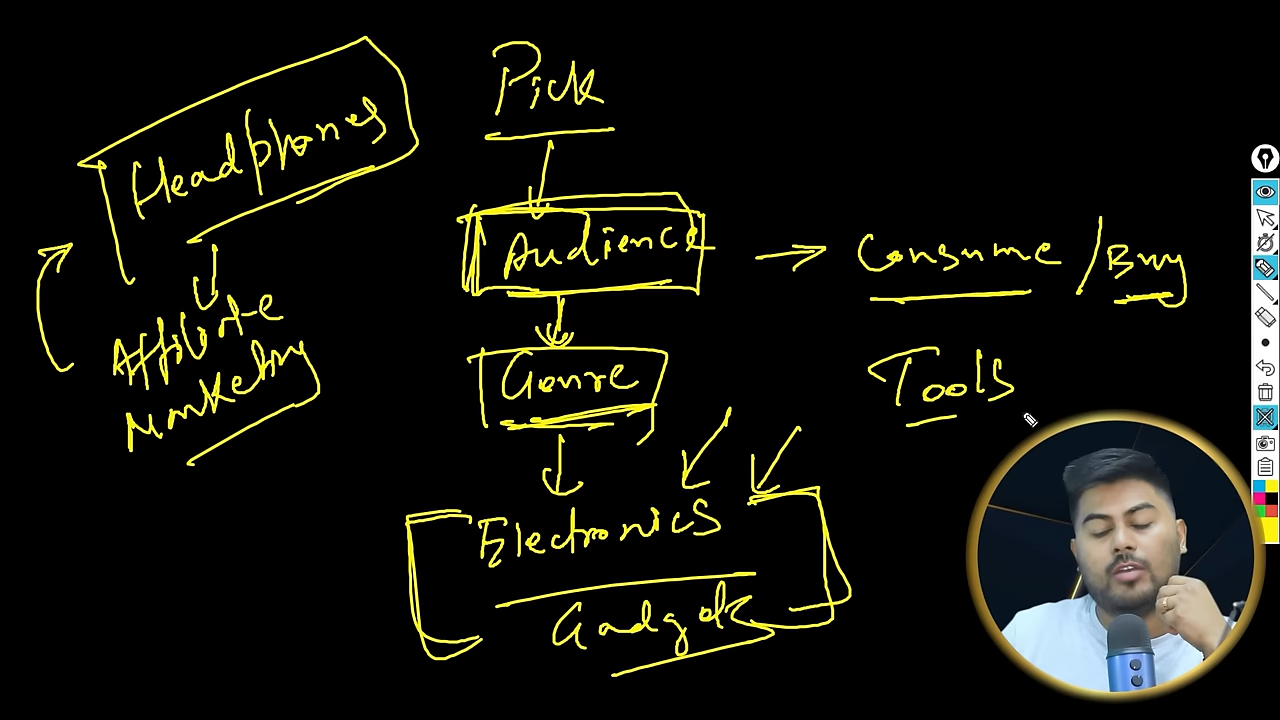 Pick
Headphones
Audience → Consume / Buy
Affiliate
Marketing
Genre
Tools
Electronics
Gadgets